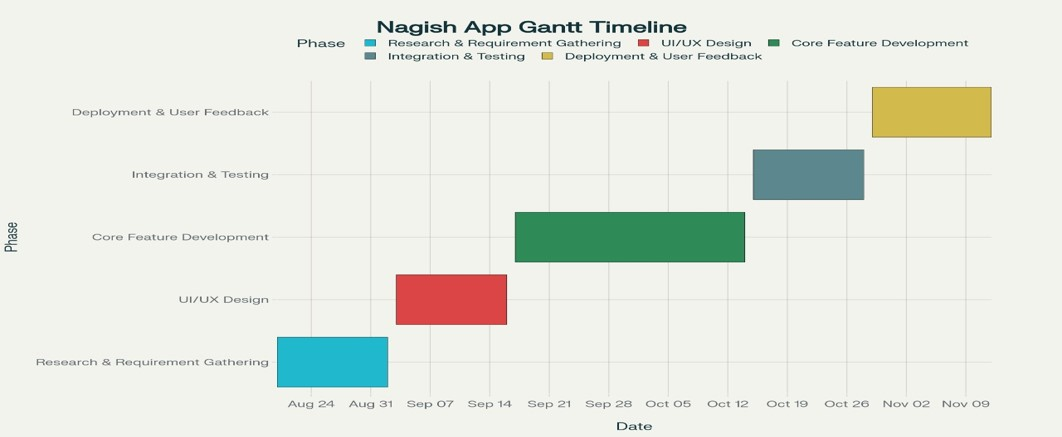 Nagish App Gantt Timeline
Phase Research & Requirement Gathering UI/UX Design Core Feature Development
Integration & Testing Deployment & User Feedback
Deployment & User Feedback
Integration & Testing
Core Feature Development
UI/UX Design
Research & Requirement Gathering
Phase
Aug 24 Aug 31 Sep 07 Sep 14 Sep 21 Sep 28 Oct 05 Oct 12 Oct 19 Oct 26 Nov 02 Nov 09
Date